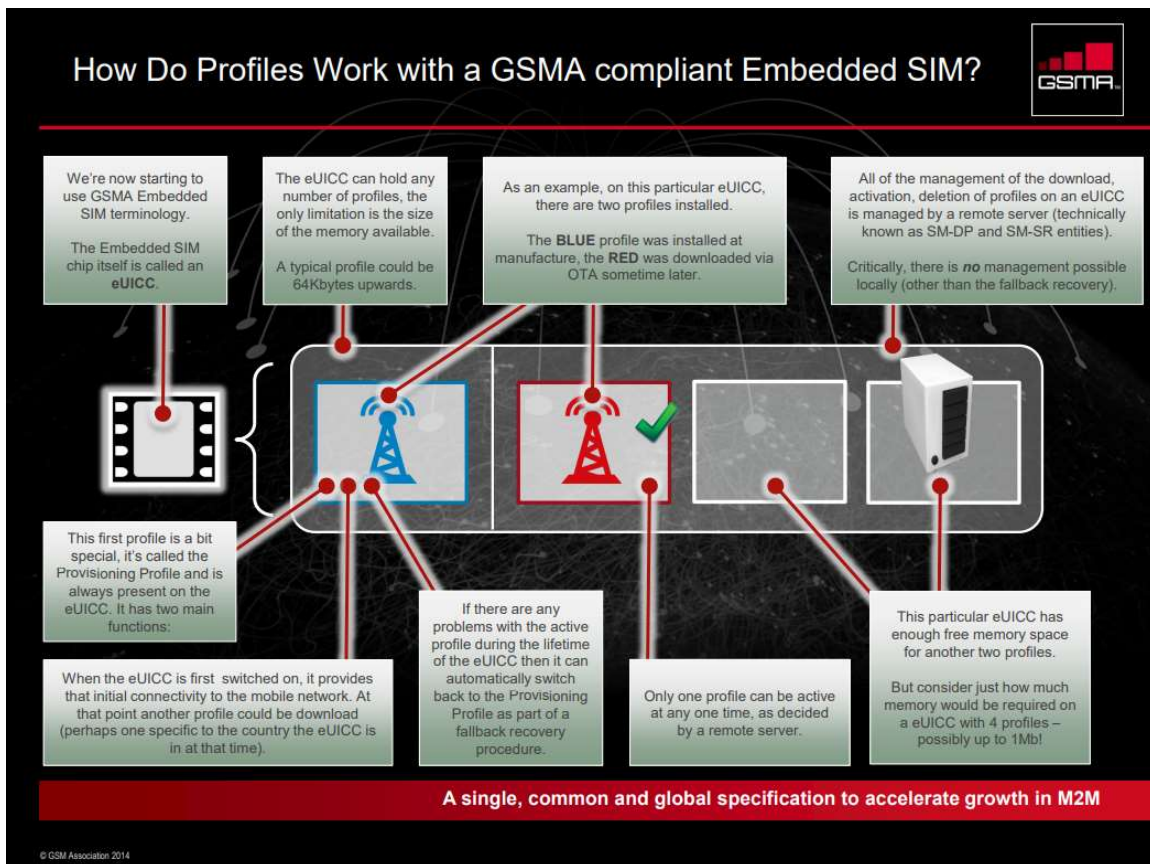 How Do Profiles Work with a GSMA compliant Embedded SIM?
GSMA™
We're now starting to
use GSMA Embedded
SIM terminology.
The Embedded SIM
chip itself is called an
eUICC.
The eUICC can hold any
number of profiles, the
only limitation is the size
of the memory available.
A typical profile could be
64Kbytes upwards.
As an example, on this particular eUICC,
there are two profiles installed.
The BLUE profile was installed at
manufacture, the RED was downloaded via
OTA sometime later.
All of the management of the download,
activation, deletion of profiles on an eUICC
is managed by a remote server (technically
known as SM-DP and SM-SR entities).
Critically, there is no management possible
locally (other than the fallback recovery).
This first profile is a bit
special, it's called the
Provisioning Profile and is
always present on the
eUICC. It has two main
functions:
When the eUICC is first switched on, it provides
that initial connectivity to the mobile network. At
that point another profile could be download
(perhaps one specific to the country the eUICC is
in at that time).
If there are any
problems with the active
profile during the lifetime
of the eUICC then it can
automatically switch
back to the Provisioning
Profile as part of a
fallback recovery
procedure.
Only one profile can be active
at any one time, as decided
by a remote server.
This particular eUICC has
enough free memory space
for another two profiles.
But consider just how much
memory would be required on
a eUICC with 4 profiles –
possibly up to 1Mb!
A single, common and global specification to accelerate growth in M2M
© GSM Association 2014